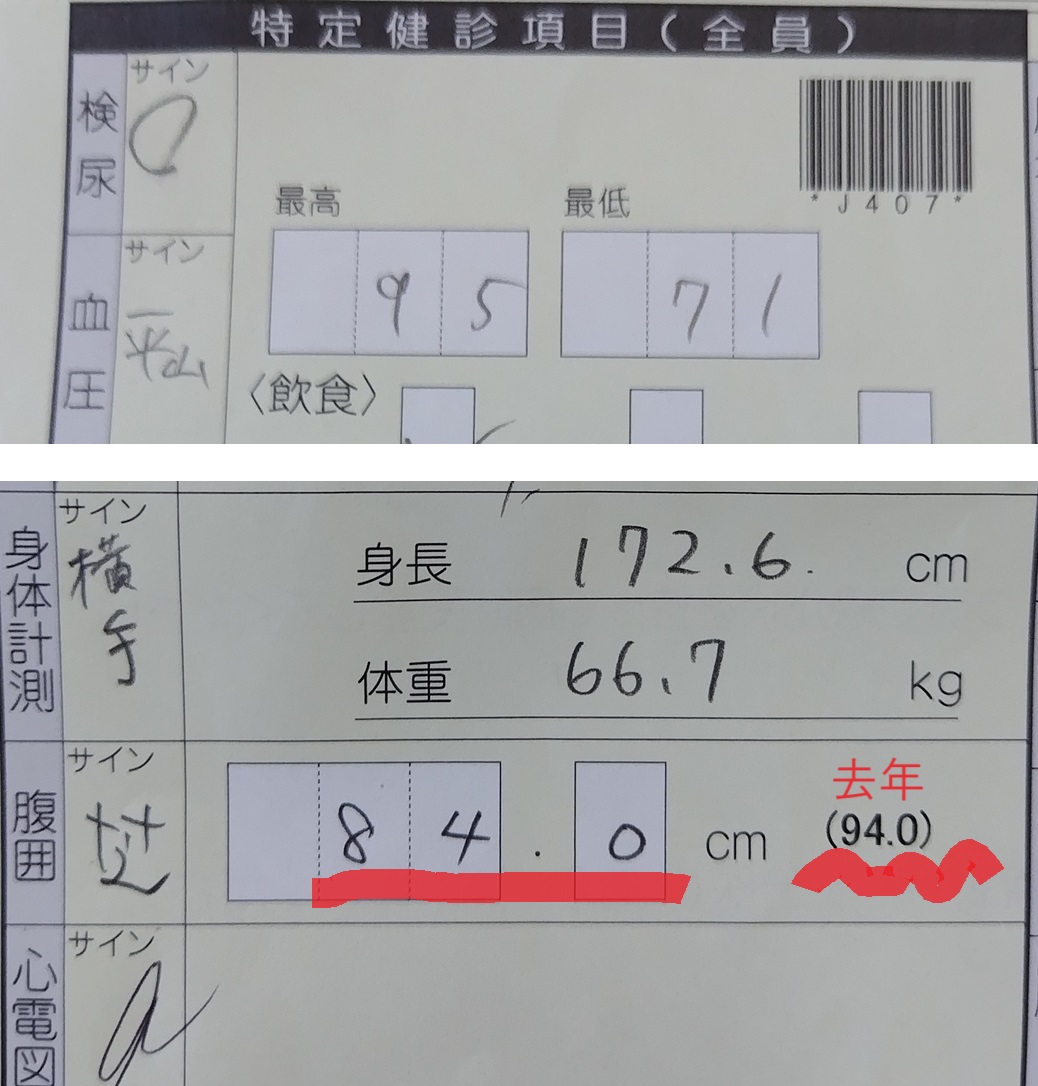 特定健診項目(全員)
検尿
サイン
*J407*
血圧
サイン
平山
最高 最低
95 71
〈飲食〉
身体計測
サイン
横手
身長 172.6 cm
体重 66.7 kg
腹囲
サイン
辻
84.0 cm
去年
(94.0)
心電図
サイン